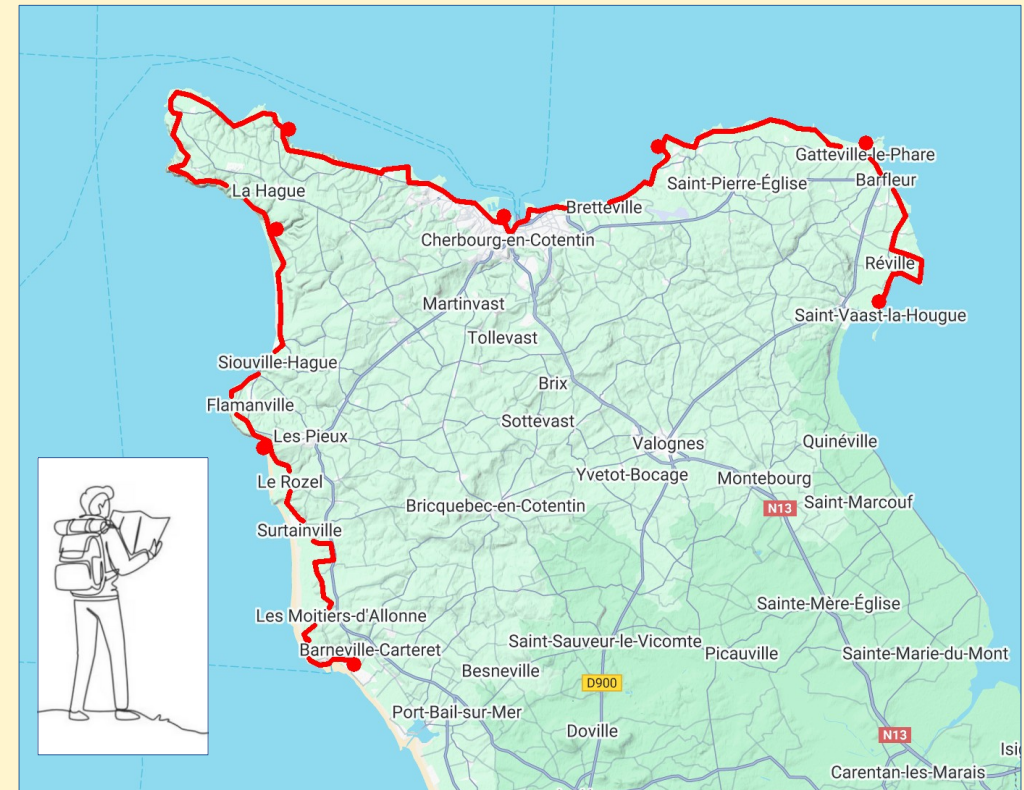 Gatteville-le-Phare
Saint-Pierre-Église
Barfleur
La Hague
Bretteville
Cherbourg-en-Cotentin
Réville
Martinvast
Saint-Vaast-la-Hougue
Tollevast
Siouville-Hague
Brix
Flamanville
Sottevast
Les Pieux
Valognes
Quinéville
Le Rozel
Yvetot-Bocage
Montebourg
Bricquebec-en-Cotentin
N13
Saint-Marcouf
Surtainville
Sainte-Mère-Église
Les Moitiers-d'Allonne
Saint-Sauveur-le-Vicomte
Barneville-Carteret
Picauville
Sainte-Marie-du-Mont
Besneville
D900
Port-Bail-sur-Mer
Doville
N13
Isi
Carentan-les-Marais